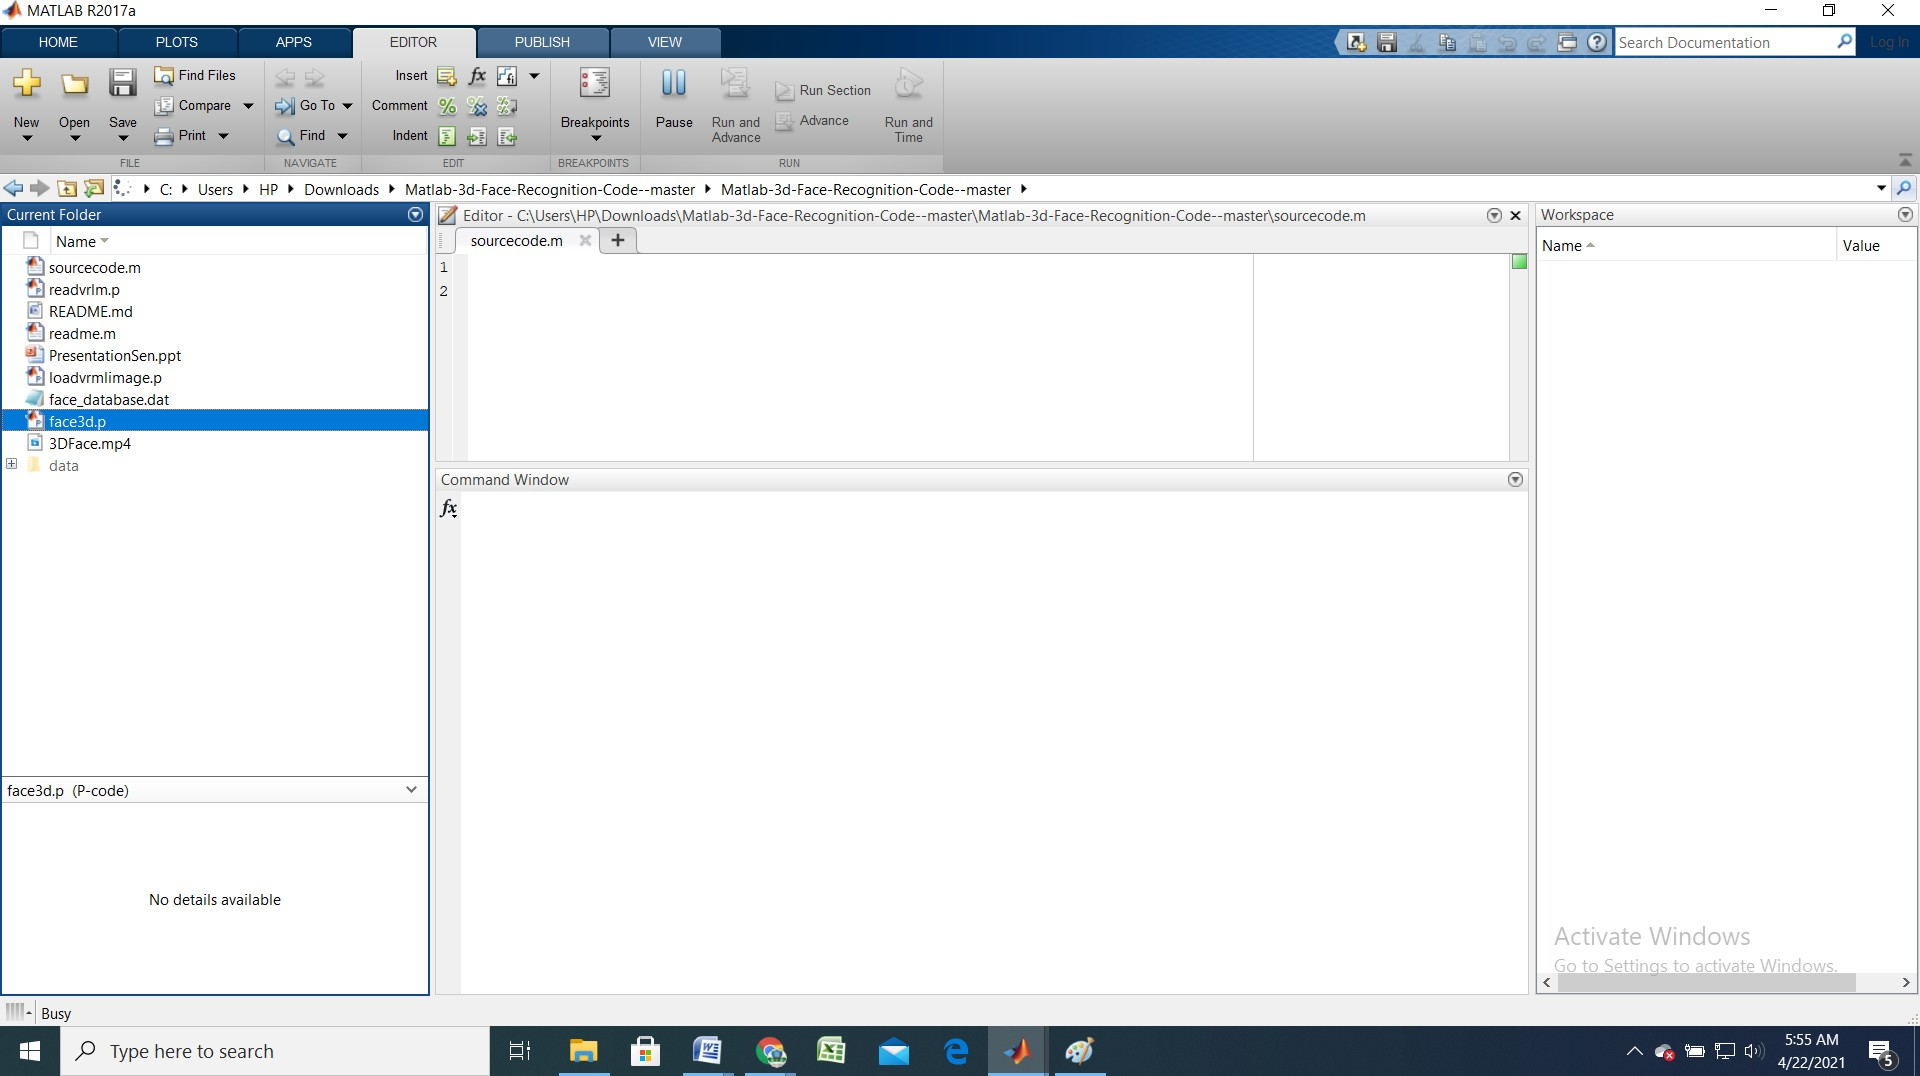 MATLAB R2017a
HOME PLOTS APPS EDITOR PUBLISH VIEW
Search Documentation Log In
New Open Save Find Files Compare Print
FILE
Go To Find
NAVIGATE
Insert fx fi
Comment
Indent
EDIT
Breakpoints
BREAKPOINTS
Pause Run and Advance Run Section Advance Run and Time
RUN
C: Users HP Downloads Matlab-3d-Face-Recognition-Code--master Matlab-3d-Face-Recognition-Code--master
Current Folder
Name
sourcecode.m
readvrlm.p
README.md
readme.m
PresentationSen.ppt
loadvrmlimage.p
face_database.dat
face3d.p
3DFace.mp4
data
face3d.p (P-code)
No details available
Editor - C:\Users\HP\Downloads\Matlab-3d-Face-Recognition-Code--master\Matlab-3d-Face-Recognition-Code--master\sourcecode.m
sourcecode.m
1
2
Command Window
fx
Workspace
Name Value
Activate Windows
Go to Settings to activate Windows.
Busy
Type here to search
5:55 AM
4/22/2021
5